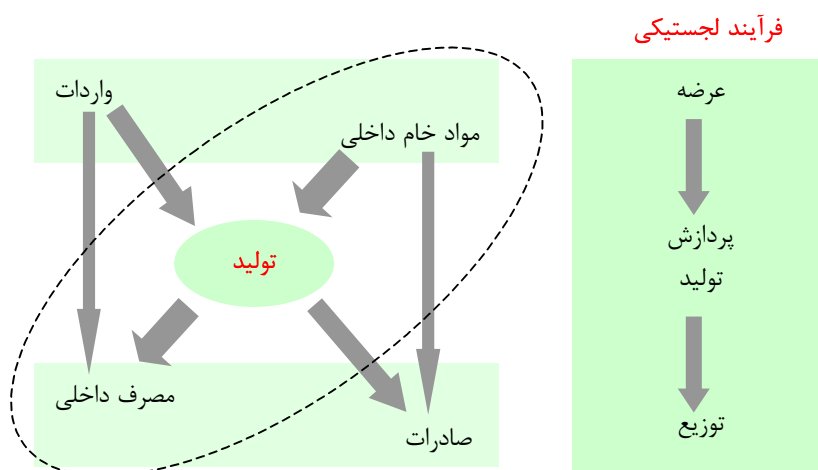 فرآیند لجستیکی
عرضه
پردازش
تولید
توزیع
واردات
مواد خام داخلی
تولید
مصرف داخلی
صادرات